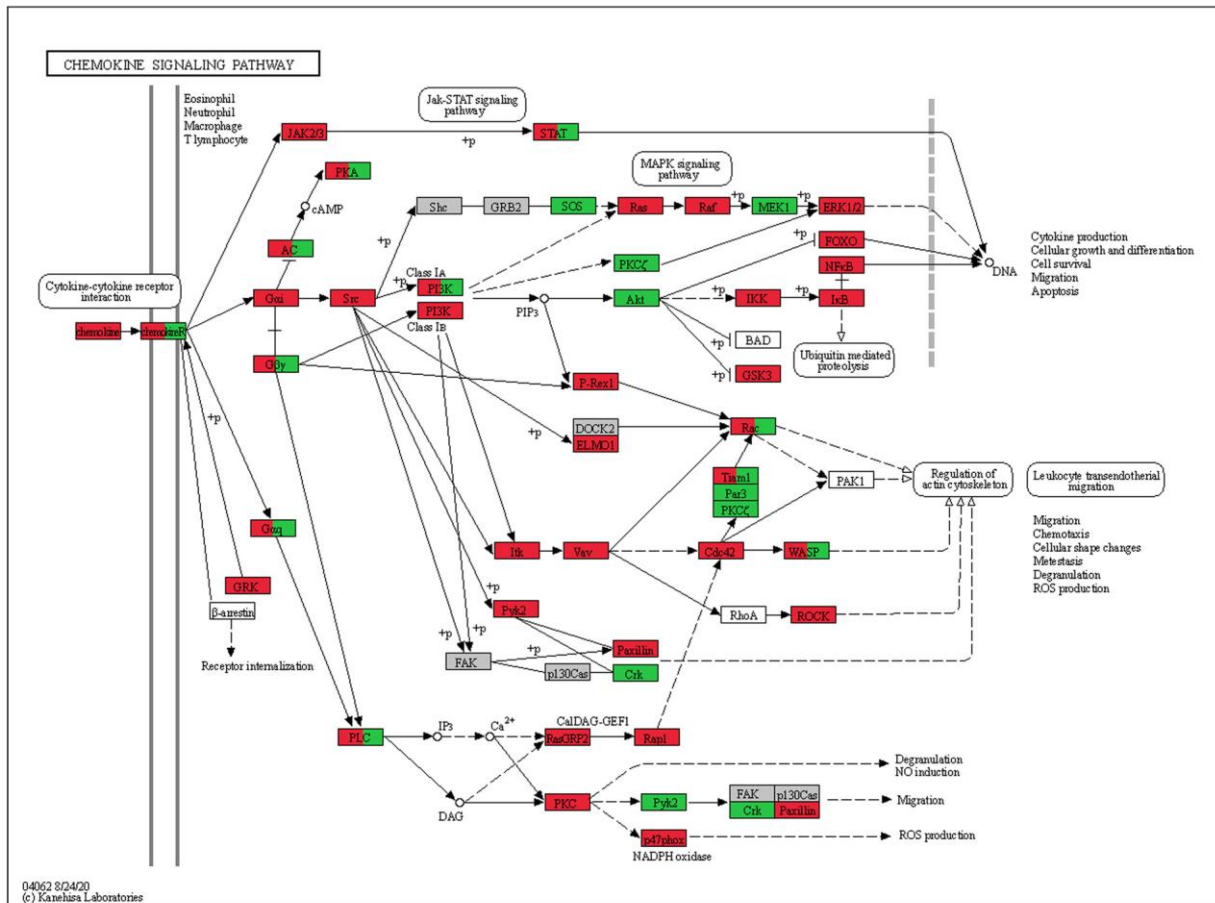 CHEMOKINE SIGNALING PATHWAY
Eosinophil
Neutrophil
Macrophage
T lymphocyte
Jak-STAT signaling
pathway
JAK2/3
+p
STAT
PKA
cAMP
AC
MAPK signaling
pathway
Shc
GRB2
SOS
Ras
Raf
+p
MEK1
+p
ERK1/2
+p
+p
FOXO
PKCζ
NFκB
DNA
Cytokine production
Cellular growth and differentiation
Cell survival
Migration
Apoptosis
Cytokine-cytokine receptor
interaction
chemokine
chemokineR
Gαi
Src
Class IA
+p
PI3K
PI3K
Class IB
PIP3
Akt
+p
IKK
+p
IκB
+p
BAD
Ubiquitin mediated
proteolysis
+p
GSK3
Gβγ
P-Rex1
+p
+p
DOCK2
ELMO1
Rac
Tiam1
Par3
PKCζ
PAK1
Regulation of
actin cytoskeleton
Leukocyte transendotherial
migration
Migration
Chemotaxis
Cellular shape changes
Metestasis
Degranulation
ROS production
Gαq
Itk
Vav
Cdc42
WASP
GRK
β-arrestin
Receptor internalization
+p
Pyk2
RhoA
ROCK
+p
+p
FAK
+p
Paxillin
p130Cas
Crk
PLC
IP3
Ca2+
CalDAG-GEF1
RasGRP2
Rap1
DAG
PKC
Pyk2
FAK
p130Cas
Crk
Paxillin
Degranulation
NO induction
Migration
p47phox
NADPH oxidase
ROS production
04062 8/24/20
(c) Kanehisa Laboratories